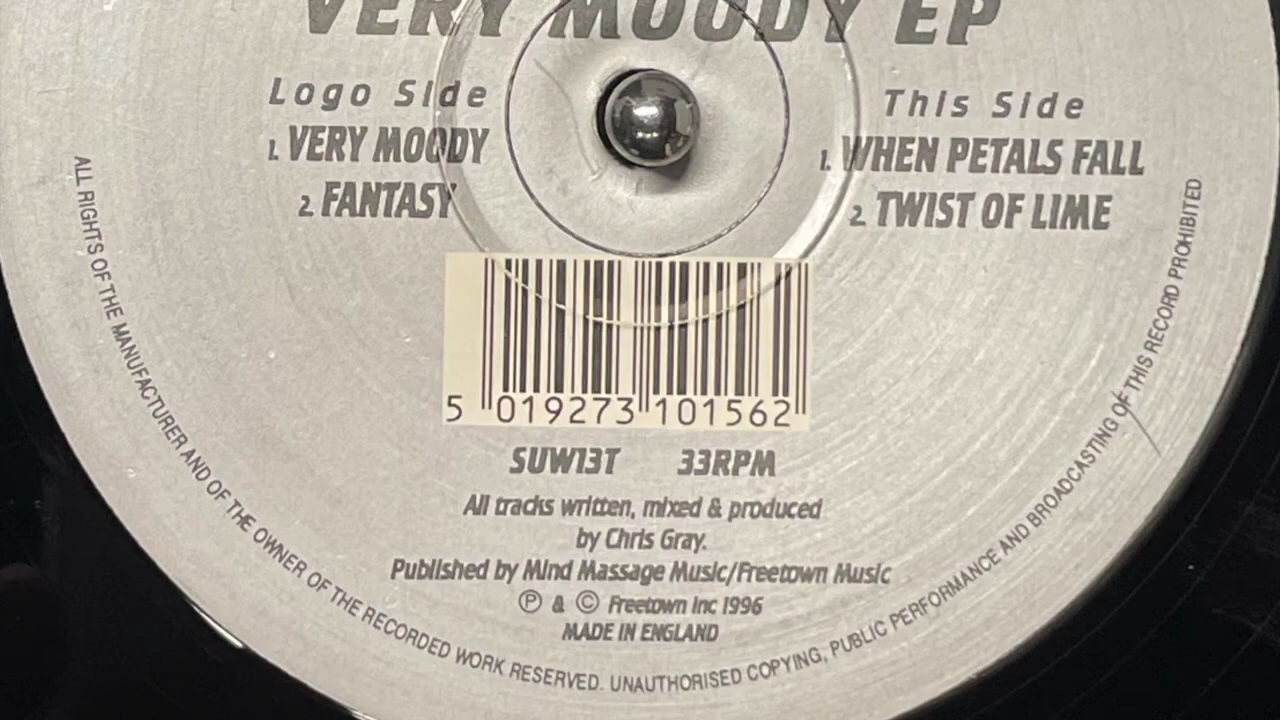 VERY MOODY EP
Logo Side
1. VERY MOODY
2. FANTASY
This Side
1. WHEN PETALS FALL
2. TWIST OF LIME
5 019273 101562
SUW13T 33RPM
All tracks written, mixed & produced
by Chris Gray.
Published by Mind Massage Music/Freetown Music
Ⓟ & © Freetown Inc 1996
MADE IN ENGLAND
ALL RIGHTS OF THE MANUFACTURER AND OF THE OWNER OF THE RECORDED WORK RESERVED. UNAUTHORISED COPYING, PUBLIC PERFORMANCE AND BROADCASTING OF THIS RECORD PROHIBITED